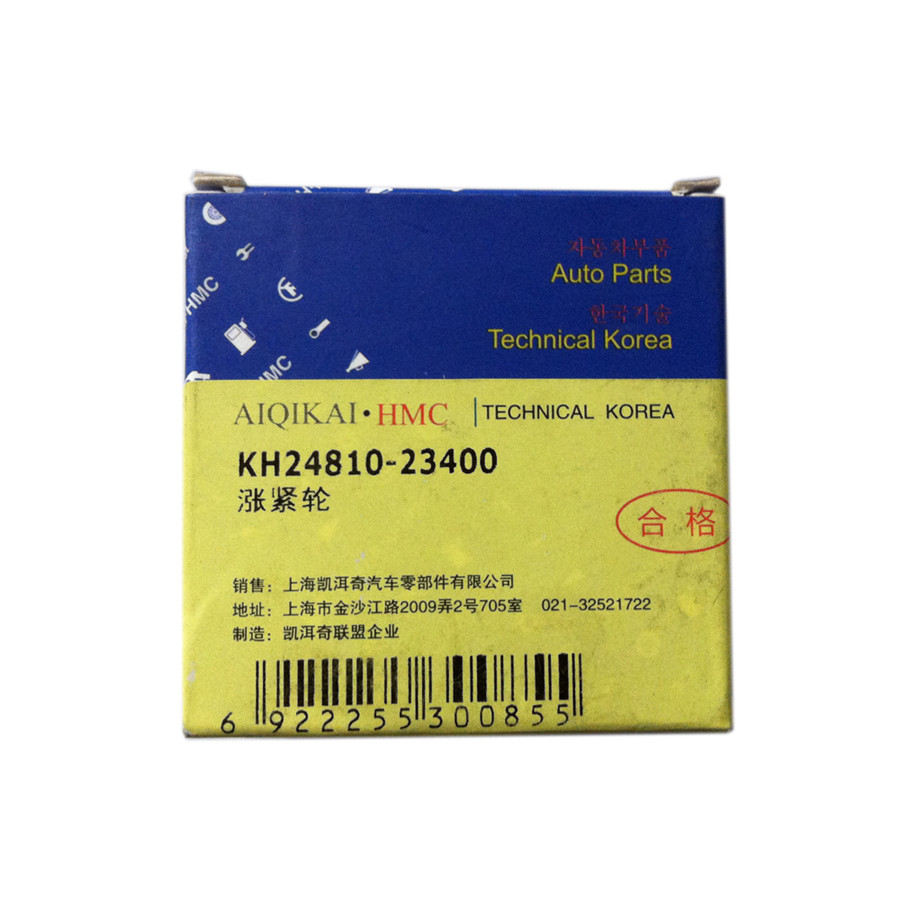 자동차부품
Auto Parts
한국기술
Technical Korea
HMC
HMC
AIQIKAI·HMC | TECHNICAL KOREA
KH24810-23400
涨紧轮
合格
销售：上海凯洱奇汽车零部件有限公司
地址：上海市金沙江路2009弄2号705室 021-32521722
制造：凯洱奇联盟企业
6 922255 300855